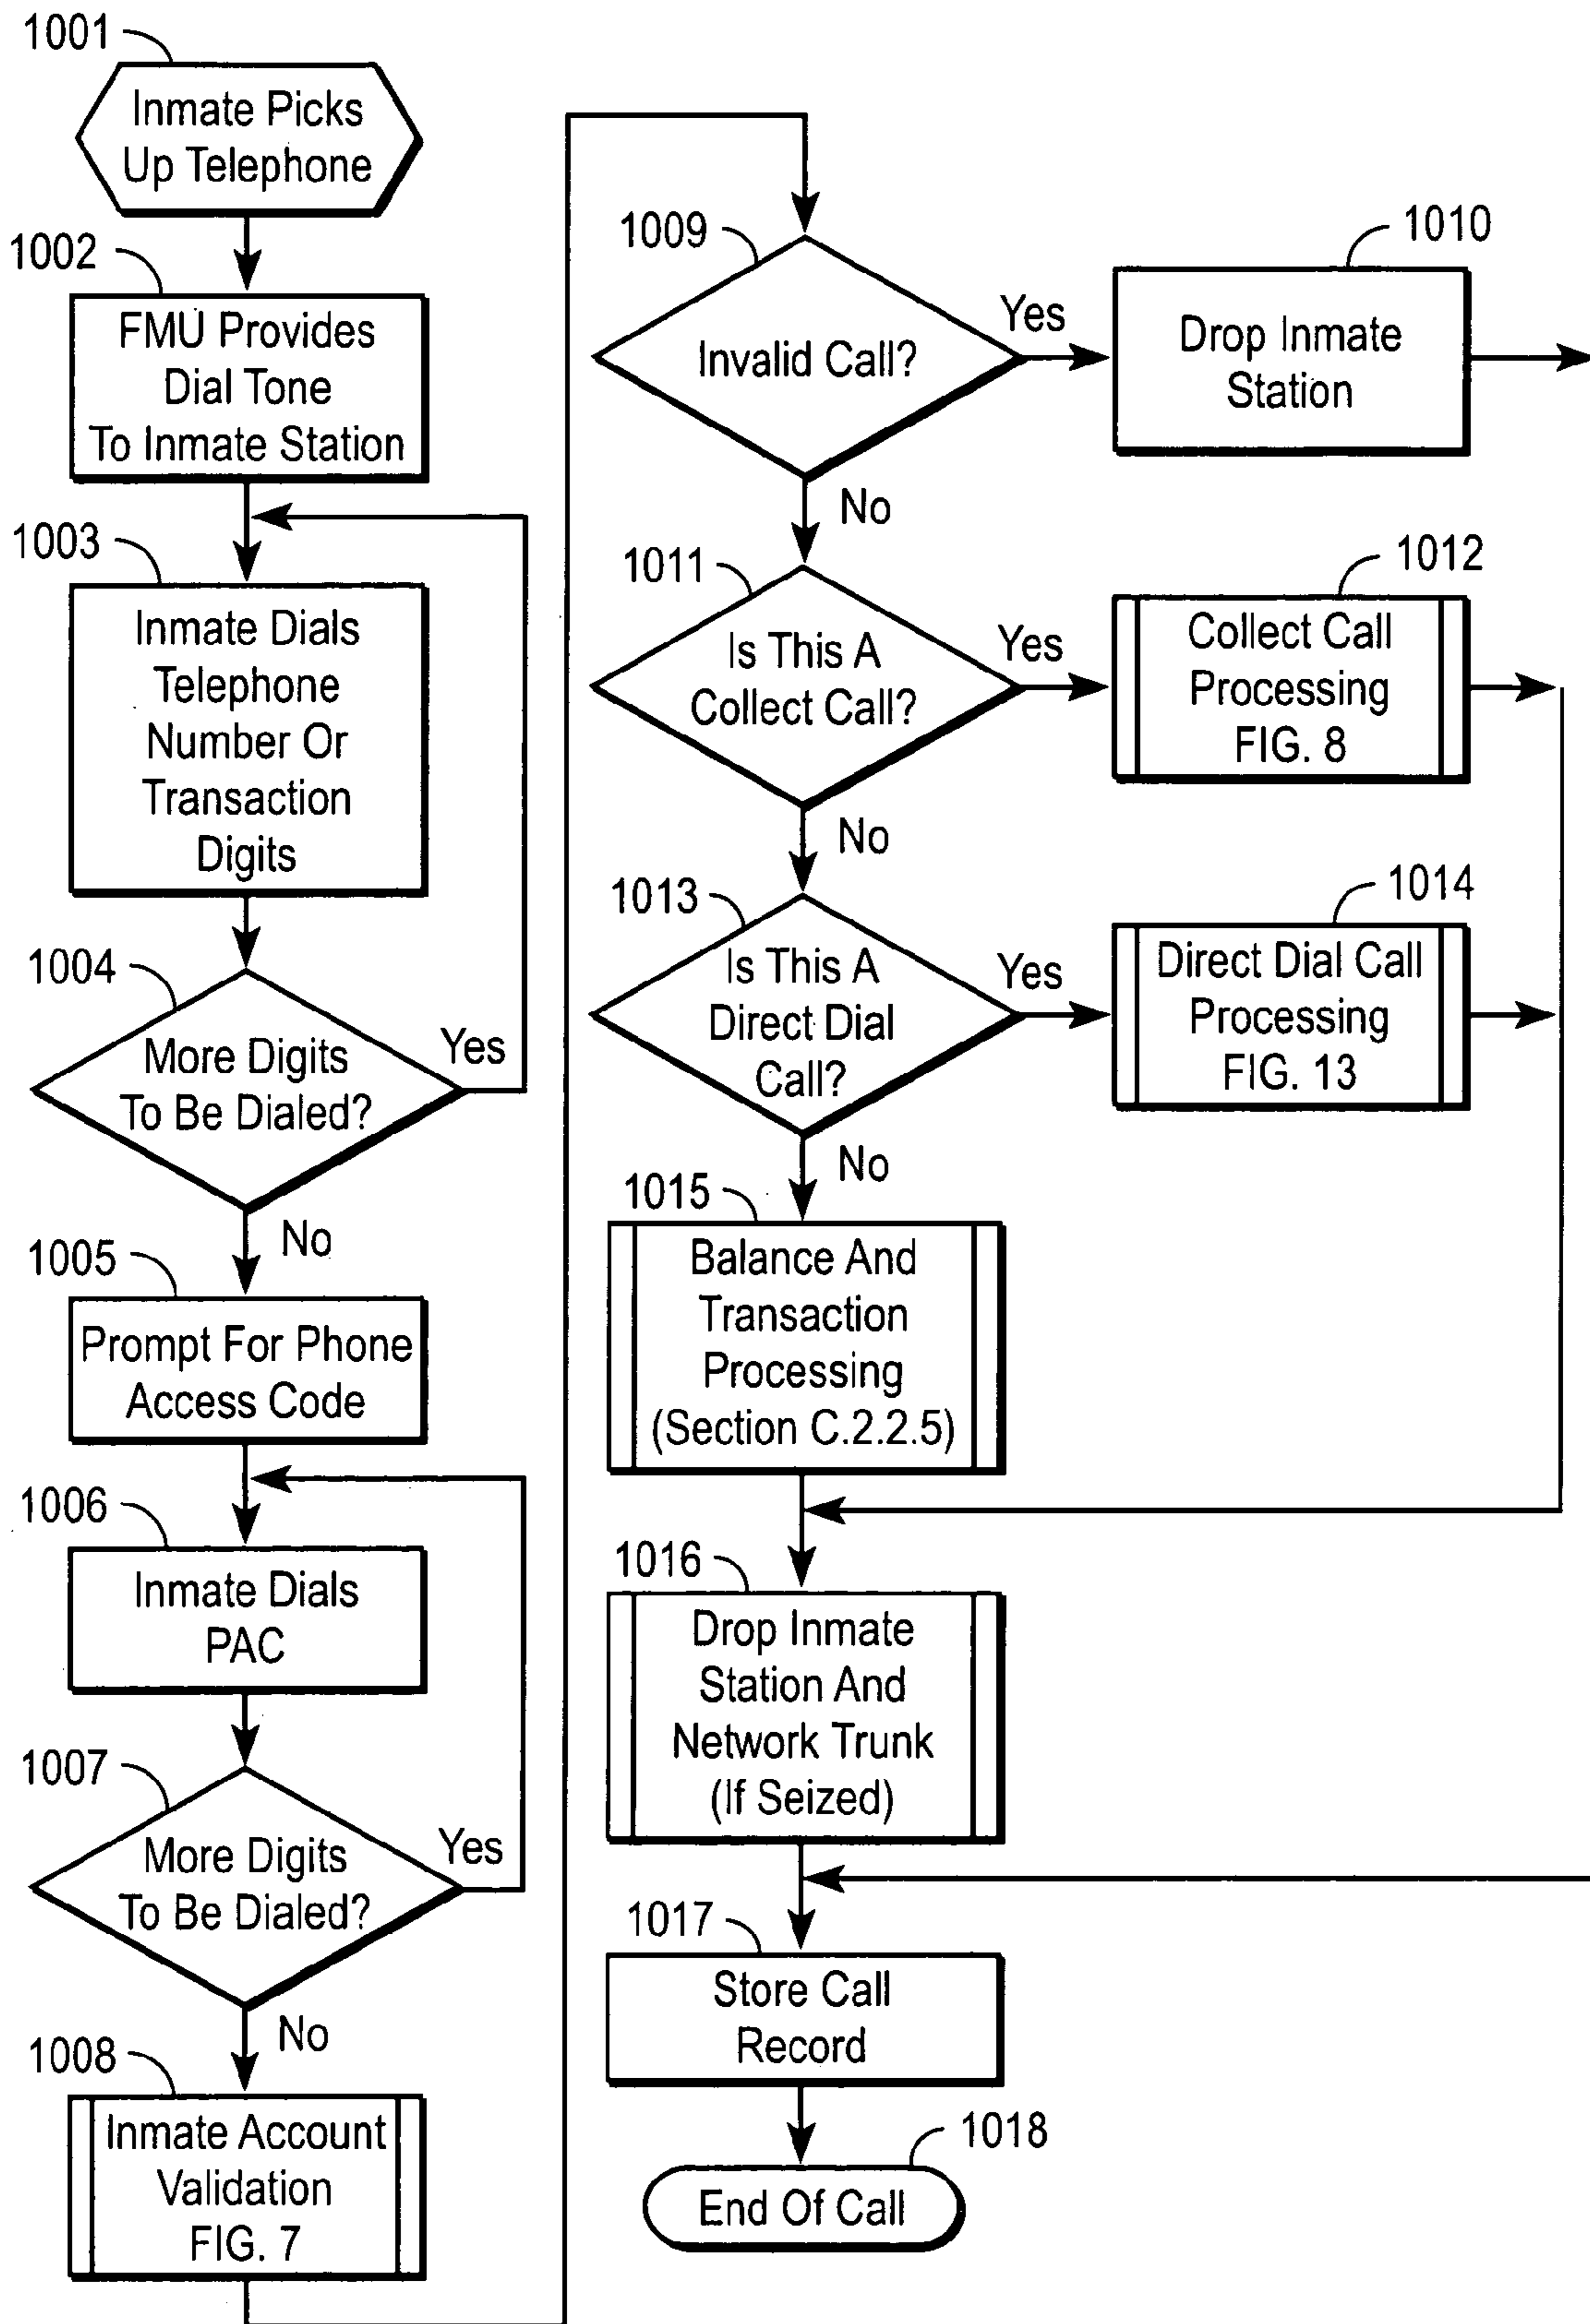 1001
Inmate Picks
Up Telephone
1002
FMU Provides
Dial Tone
To Inmate Station
1003
Inmate Dials
Telephone
Number Or
Transaction
Digits
1004
More Digits
To Be Dialed?
Yes
No
1005
Prompt For Phone
Access Code
1006
Inmate Dials
PAC
1007
More Digits
To Be Dialed?
Yes
No
1008
Inmate Account
Validation
FIG. 7
1009
Invalid Call?
Yes
No
1010
Drop Inmate
Station
1011
Is This A
Collect Call?
Yes
No
1012
Collect Call
Processing
FIG. 8
1013
Is This A
Direct Dial
Call?
Yes
No
1014
Direct Dial Call
Processing
FIG. 13
1015
Balance And
Transaction
Processing
(Section C.2.2.5)
1016
Drop Inmate
Station And
Network Trunk
(If Seized)
1017
Store Call
Record
1018
End Of Call